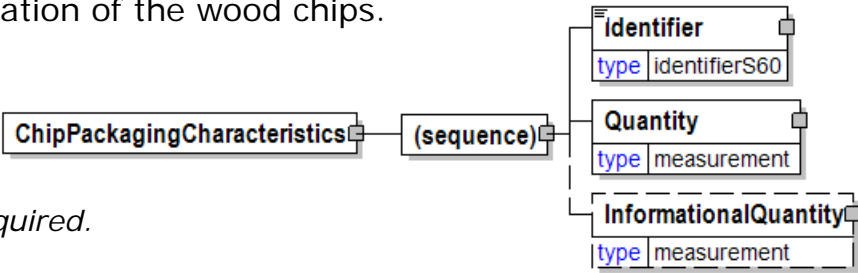 ation of the wood chips.
Identifier
type identifierS60
ChipPackagingCharacteristics
(sequence)
Quantity
type measurement
quired.
InformationalQuantity
type measurement